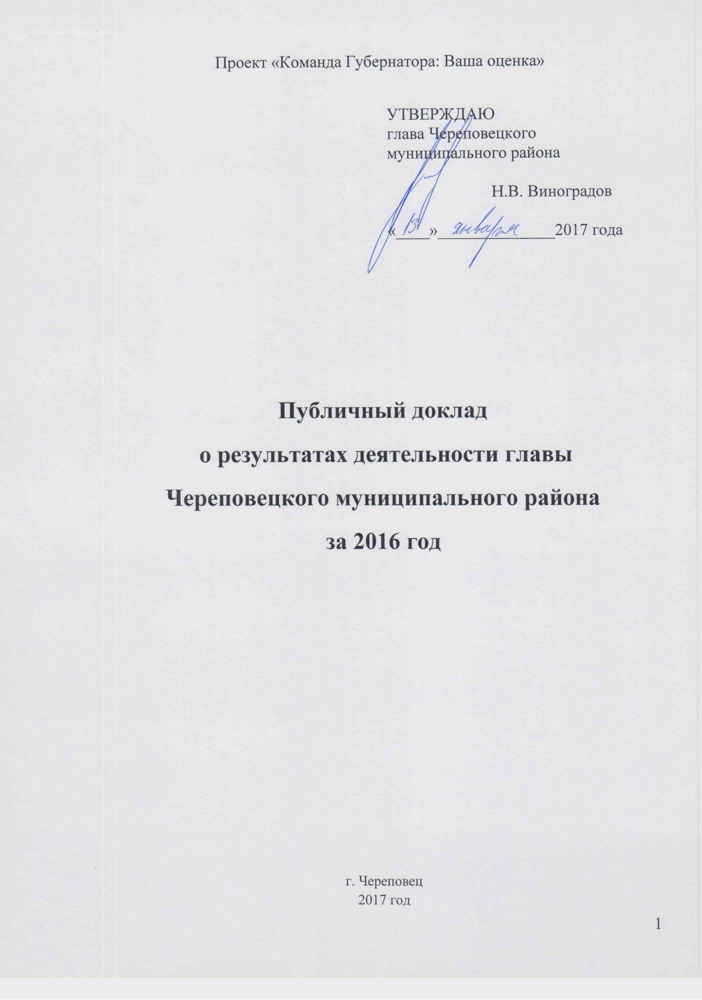 Проект «Команда Губернатора: Ваша оценка»
УТВЕРЖДАЮ
глава Череповецкого
муниципального района
Н.В. Виноградов
«13» января 2017 года
Публичный доклад
о результатах деятельности главы
Череповецкого муниципального района
за 2016 год
г. Череповец
2017 год
1